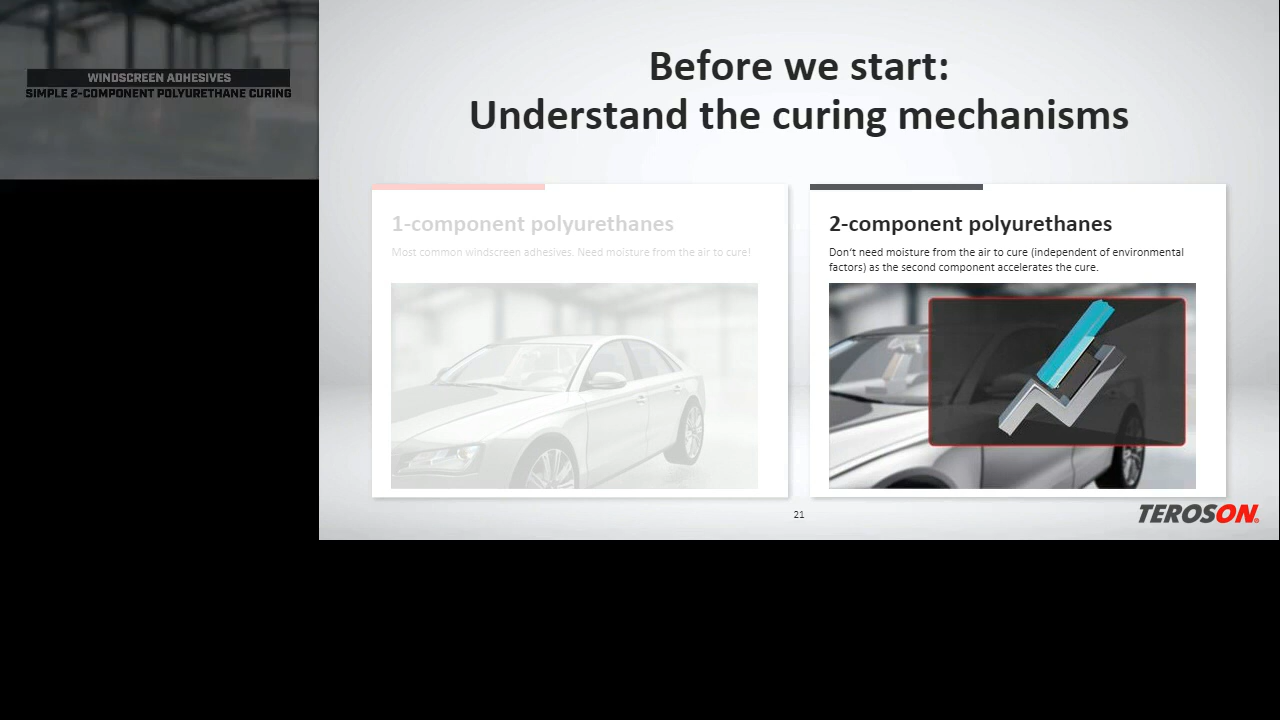 WINDSCREEN ADHESIVES
SIMPLE 2-COMPONENT POLYURETHANE CURING
Before we start:
Understand the curing mechanisms
1-component polyurethanes
Most common windscreen adhesives. Need moisture from the air to cure!
2-component polyurethanes
Don't need moisture from the air to cure (independent of environmental
factors) as the second component accelerates the cure.
21
TEROSON®